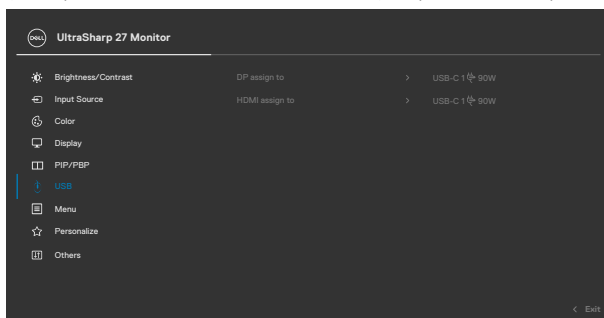 DELL UltraSharp 27 Monitor
Brightness/Contrast DP assign to > USB-C 1 90W
Input Source HDMI assign to > USB-C 1 90W
Color
Display
PIP/PBP
USB
Menu
Personalize
Others
< Exit